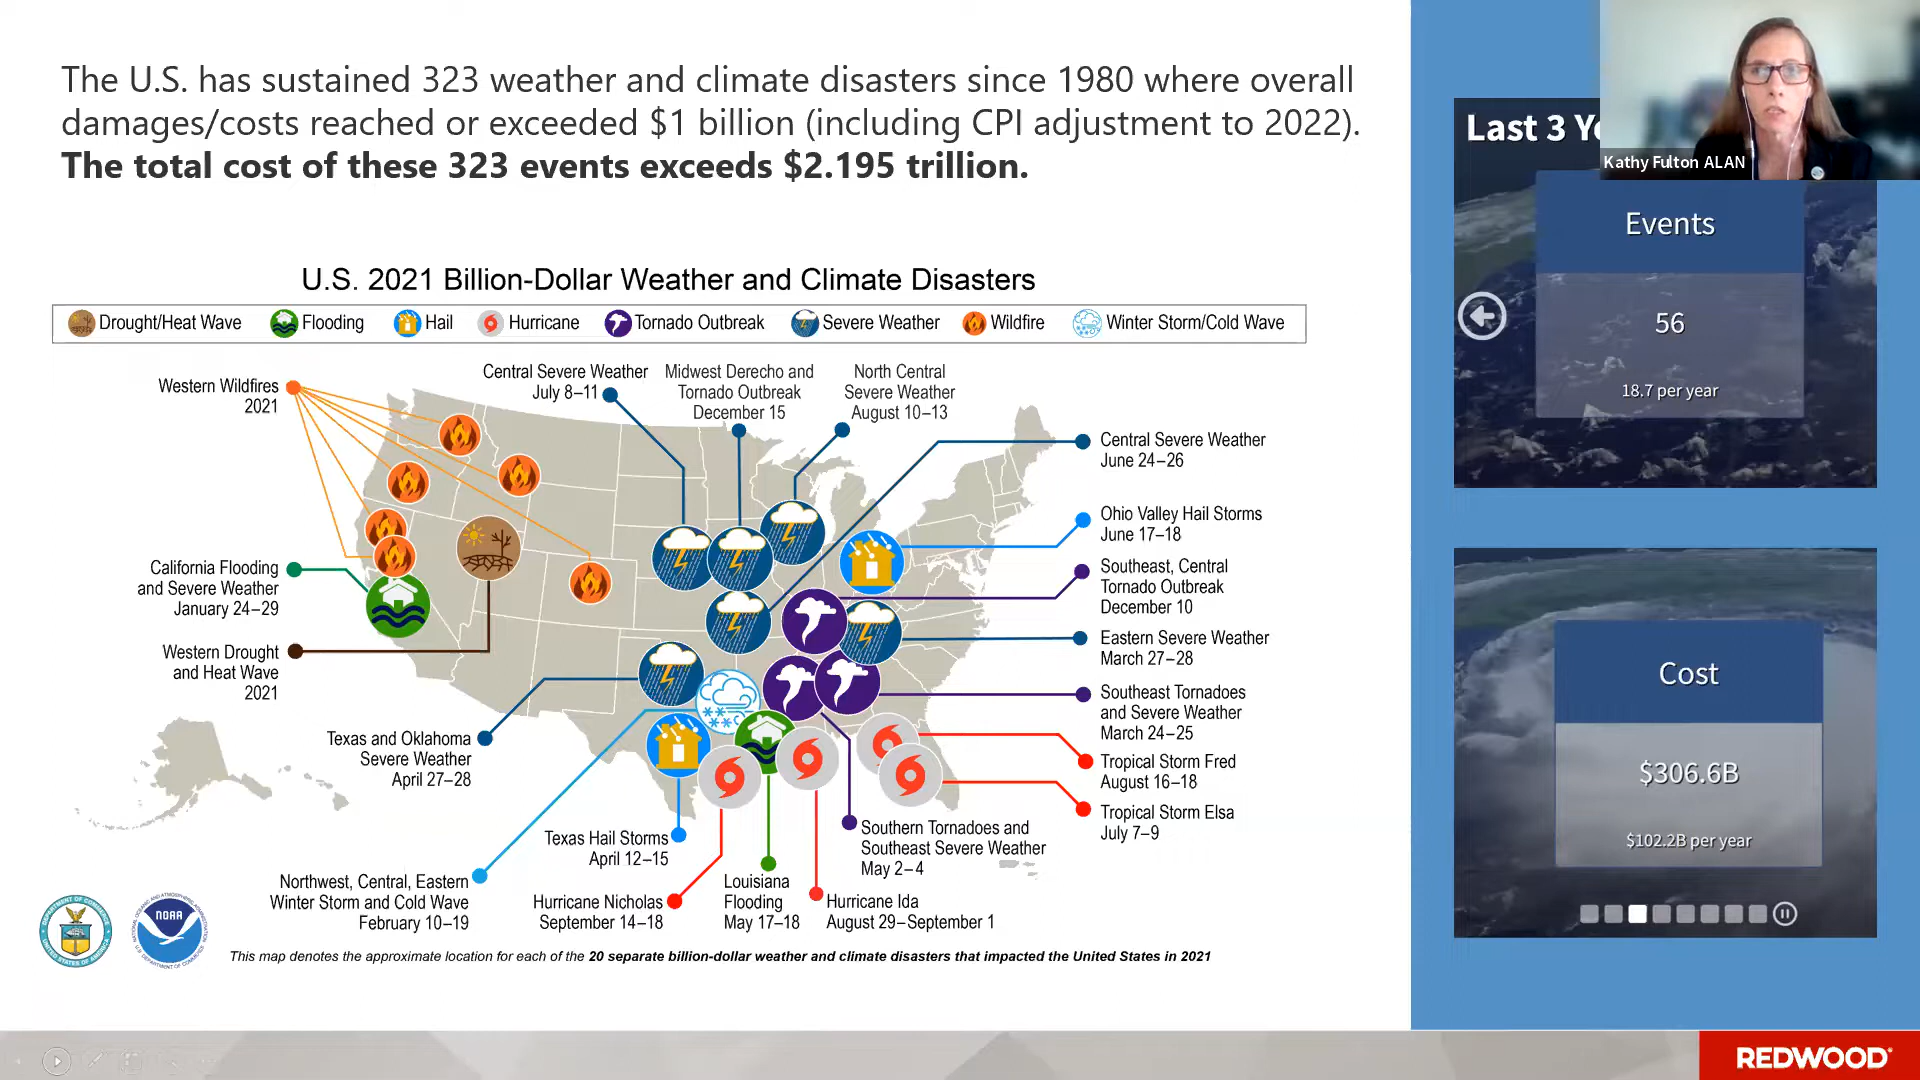 The U.S. has sustained 323 weather and climate disasters since 1980 where overall
damages/costs reached or exceeded $1 billion (including CPI adjustment to 2022).
The total cost of these 323 events exceeds $2.195 trillion.
U.S. 2021 Billion-Dollar Weather and Climate Disasters
Drought/Heat Wave
Flooding
Hail
Hurricane
Tornado Outbreak
Severe Weather
Wildfire
Winter Storm/Cold Wave
Western Wildfires
2021
Central Severe Weather
July 8–11
Midwest Derecho and
Tornado Outbreak
December 15
North Central
Severe Weather
August 10–13
Central Severe Weather
June 24–26
Ohio Valley Hail Storms
June 17–18
Southeast, Central
Tornado Outbreak
December 10
Eastern Severe Weather
March 27–28
Southeast Tornadoes
and Severe Weather
March 24–25
Tropical Storm Fred
August 16–18
Tropical Storm Elsa
July 7–9
California Flooding
and Severe Weather
January 24–29
Western Drought
and Heat Wave
2021
Texas and Oklahoma
Severe Weather
April 27–28
Texas Hail Storms
April 12–15
Northwest, Central, Eastern
Winter Storm and Cold Wave
February 10–19
Hurricane Nicholas
September 14–18
Louisiana
Flooding
May 17–18
Hurricane Ida
August 29–September 1
Southern Tornadoes and
Southeast Severe Weather
May 2–4
NOAA
This map denotes the approximate location for each of the 20 separate billion-dollar weather and climate disasters that impacted the United States in 2021
Last 3
Kathy Fulton ALAN
Events
56
18.7 per year
Cost
$306.6B
$102.2B per year
REDWOOD